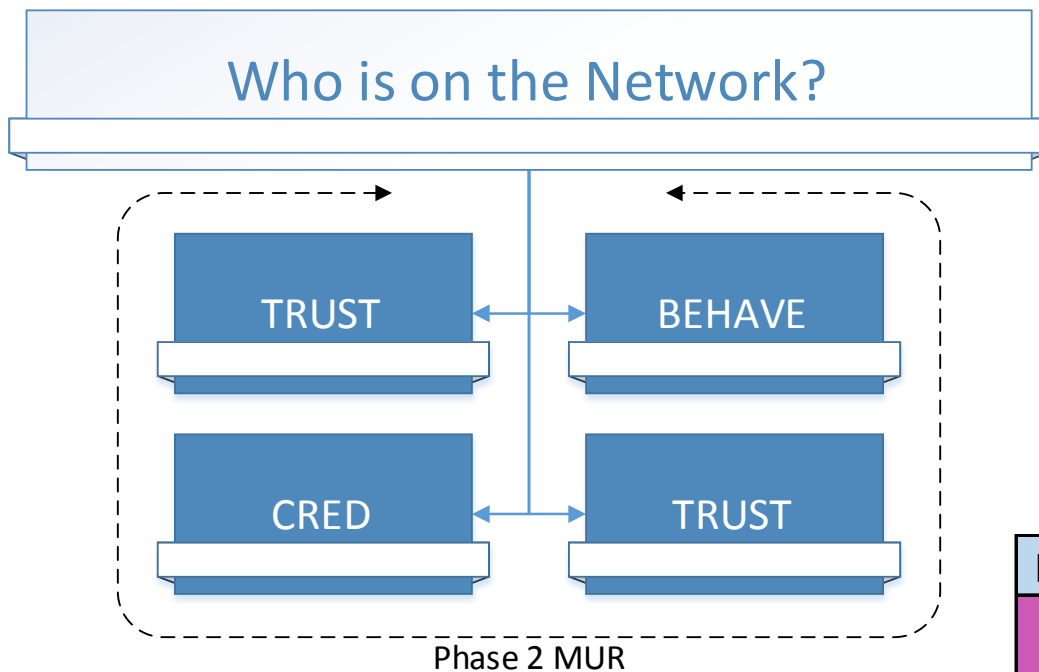 Who is on the Network?
TRUST
BEHAVE
CRED
TRUST
Phase 2 MUR